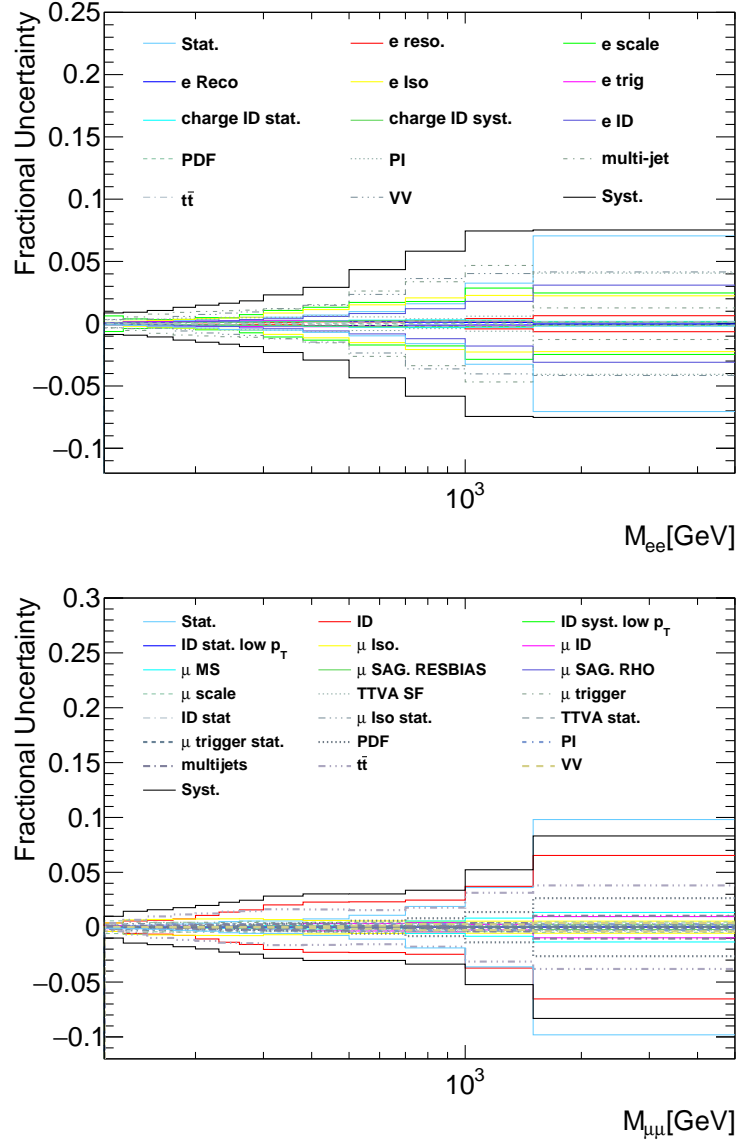 0.25
Stat. e reso. e scale
0.2
e Reco e Iso e trig
charge ID stat. charge ID syst. e ID
0.15
PDF PI multi-jet
0.1
tt̄ VV Syst.
0.05
0
−0.05
−0.1
Fractional Uncertainty
10³
M_ee[GeV]
0.3
Stat. ID ID syst. low p_T
ID stat. low p_T μ Iso. μ ID
0.25
μ MS μ SAG. RESBIAS μ SAG. RHO
μ scale TTVA SF μ trigger
0.2
ID stat μ Iso stat. TTVA stat.
μ trigger stat. PDF PI
0.15
multijets tt̄ VV
Syst.
0.1
0.05
0
−0.05
−0.1
Fractional Uncertainty
10³
M_μμ[GeV]